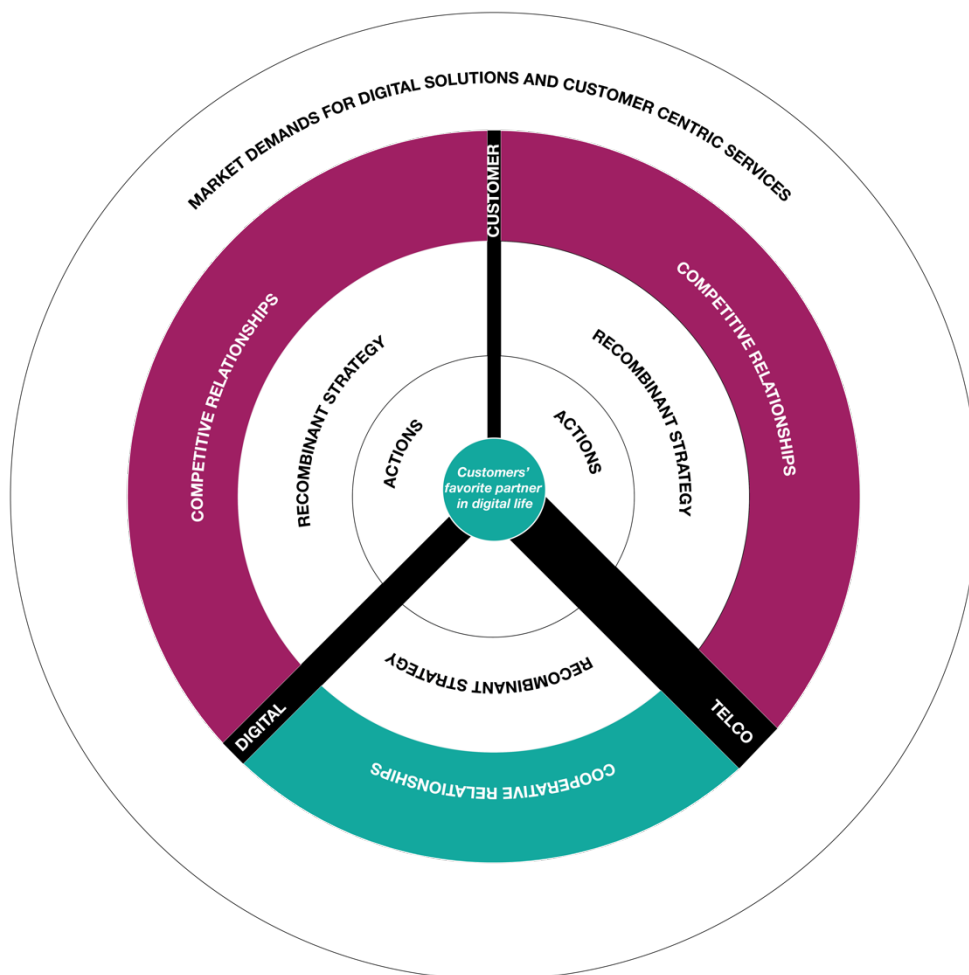 MARKET DEMANDS FOR DIGITAL SOLUTIONS AND CUSTOMER CENTRIC SERVICES
CUSTOMER
COMPETITIVE RELATIONSHIPS
COMPETITIVE RELATIONSHIPS
RECOMBINANT STRATEGY
RECOMBINANT STRATEGY
ACTIONS
ACTIONS
Customers'
favorite partner
in digital life
RECOMBINANT STRATEGY
DIGITAL
TELCO
COOPERATIVE RELATIONSHIPS